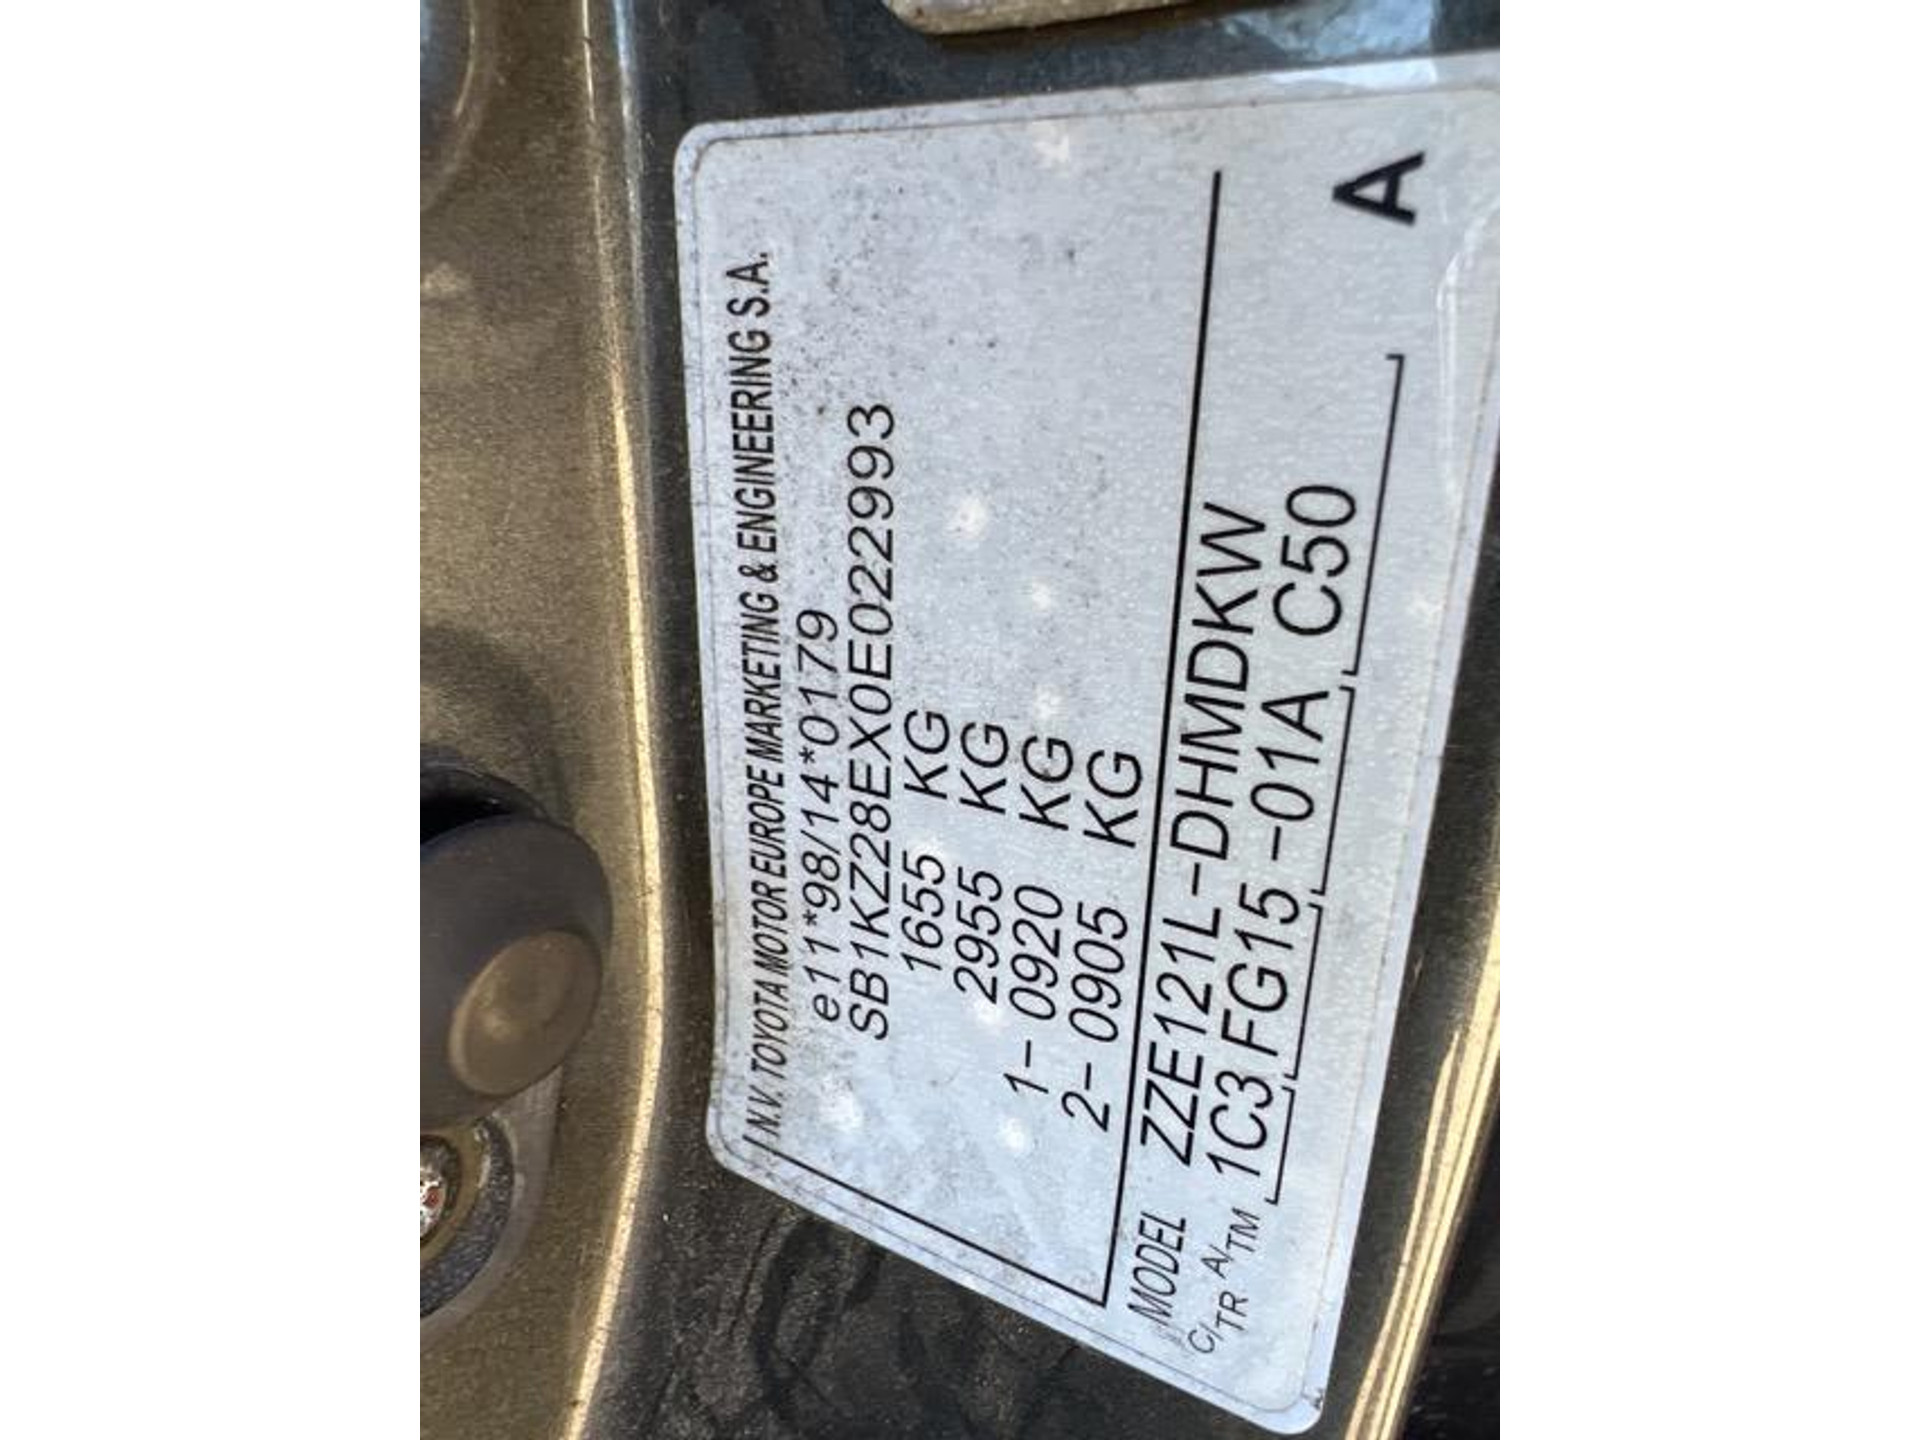 N.V. TOYOTA MOTOR EUROPE MARKETING & ENGINEERING S.A.
e11*98/14*0179
SB1KZ28EX0E022993
1655 KG
2955 KG
1- 0920 KG
2- 0905 KG
MODEL ZZE121L-DHMDKW
C/TR A/TM 1C3 FG15 -01A C50
A